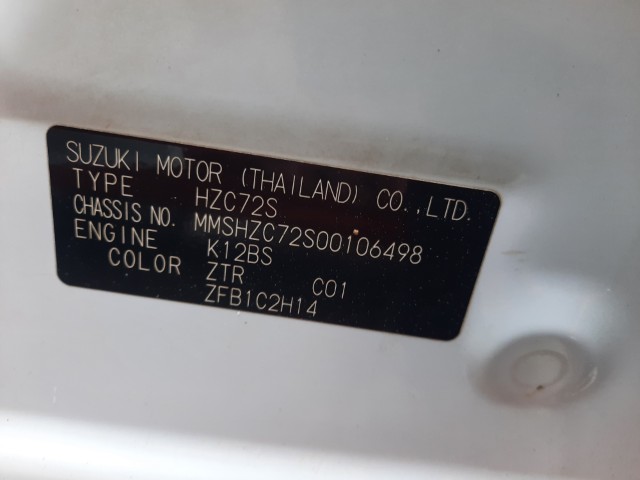 SUZUKI MOTOR (THAILAND) CO.,LTD.
TYPE HZC72S
CHASSIS NO. MMSHZC72S00106498
ENGINE K12BS
COLOR ZTR C01
ZFB1C2H14